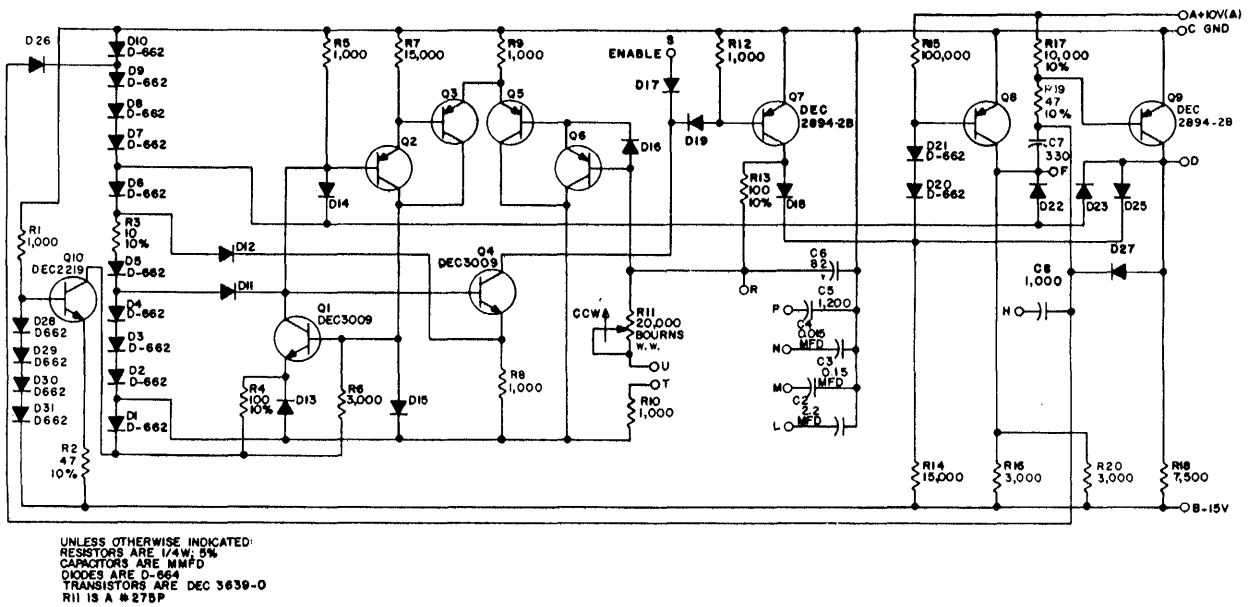 D26
D10
D-662
D9
D-662
D8
D-662
D7
D-662
D6
D-662
R3
10
10%
D5
D-662
D4
D-662
D3
D-662
D2
D-662
D1
D-662
R1
1,000
Q10
DEC2219
D28
D662
D29
D662
D30
D662
D31
D662
R2
47
10%
R5
1,000
R7
15,000
R9
1,000
Q3
Q5
Q2
Q6
D14
D16
D12
D11
Q1
DEC3009
Q4
DEC3009
R4
100
10%
D13
R6
3,000
D15
R8
1,000
S
ENABLE
D17
D19
R12
1,000
Q7
DEC
2894-2B
R13
100
10%
D18
R
CCW
R11
20,000
BOURNS
W.W.
U
T
R10
1,000
C6
82
P
C5
1,200
N
C4
0.015
MFD
M
C3
0.15
MFD
L
C2
2.2
MFD
R15
100,000
Q8
D21
D-662
D20
D-662
R14
15,000
R16
3,000
R20
3,000
R18
7,500
A+10V(A)
C GND
R17
10,000
10%
R19
47
10%
C7
330
F
D22
D23
D25
Q9
DEC
2894-2B
D
D27
C8
1,000
H
B-15V
UNLESS OTHERWISE INDICATED:
RESISTORS ARE 1/4W; 5%
CAPACITORS ARE MMFD
DIODES ARE D-664
TRANSISTORS ARE DEC 3639-0
R11 IS A #275P